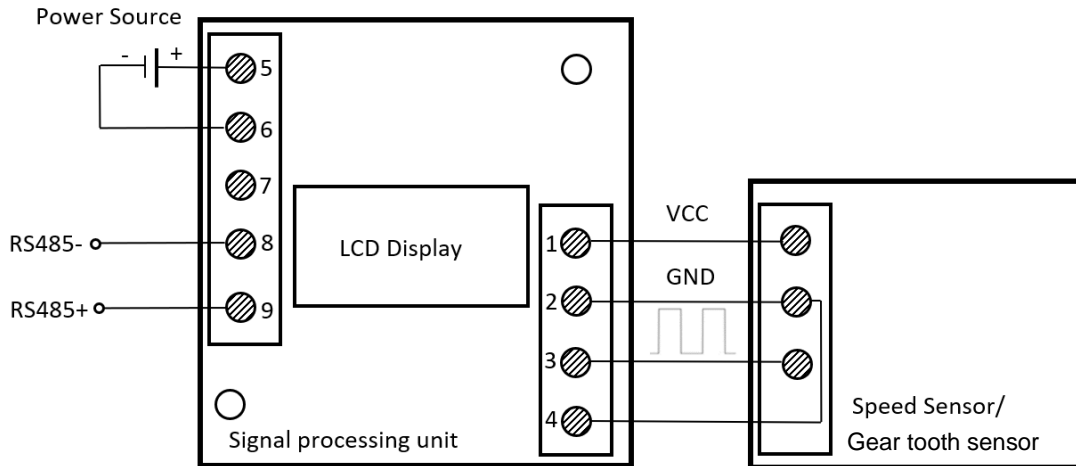 Power Source
- +
5
6
7
RS485- 8
RS485+ 9
LCD Display
1 VCC
2 GND
3
4
Signal processing unit
Speed Sensor/
Gear tooth sensor